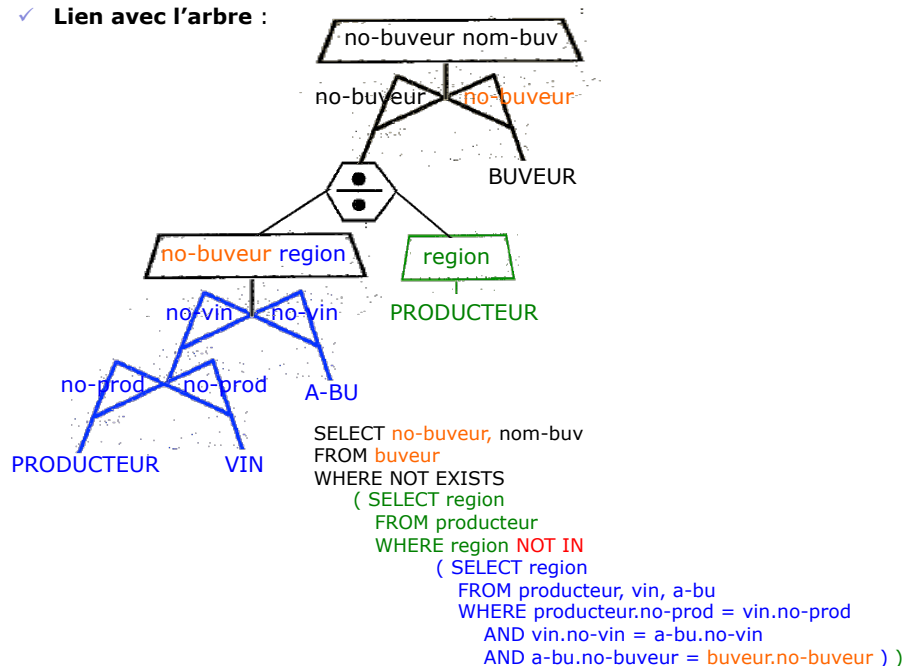 ✓ Lien avec l'arbre :
no-buveur nom-buv
no-buveur no-buveur
BUVEUR
no-buveur region
region
no-vin no-vin
PRODUCTEUR
no-prod no-prod
A-BU
PRODUCTEUR VIN
SELECT no-buveur, nom-buv
FROM buveur
WHERE NOT EXISTS
( SELECT region
FROM producteur
WHERE region NOT IN
( SELECT region
FROM producteur, vin, a-bu
WHERE producteur.no-prod = vin.no-prod
AND vin.no-vin = a-bu.no-vin
AND a-bu.no-buveur = buveur.no-buveur ) )